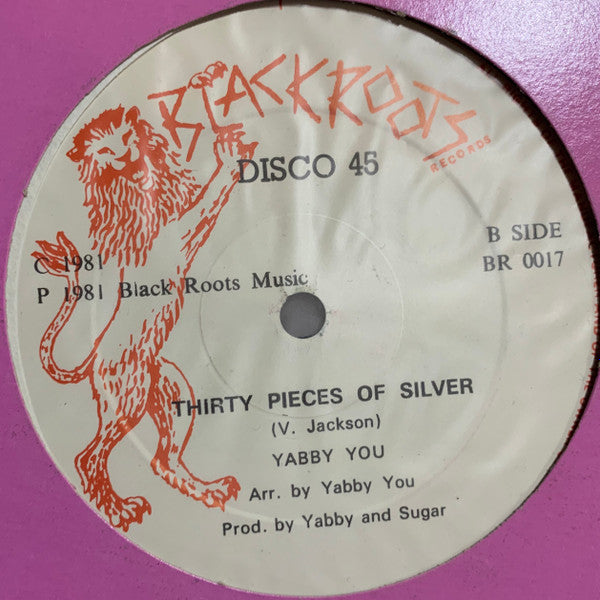 BLACKROOTS
RECORDS
DISCO 45
B SIDE
BR 0017
C 1981
P 1981 Black Roots Music
THIRTY PIECES OF SILVER
(V. Jackson)
YABBY YOU
Arr. by Yabby You
Prod. by Yabby and Sugar